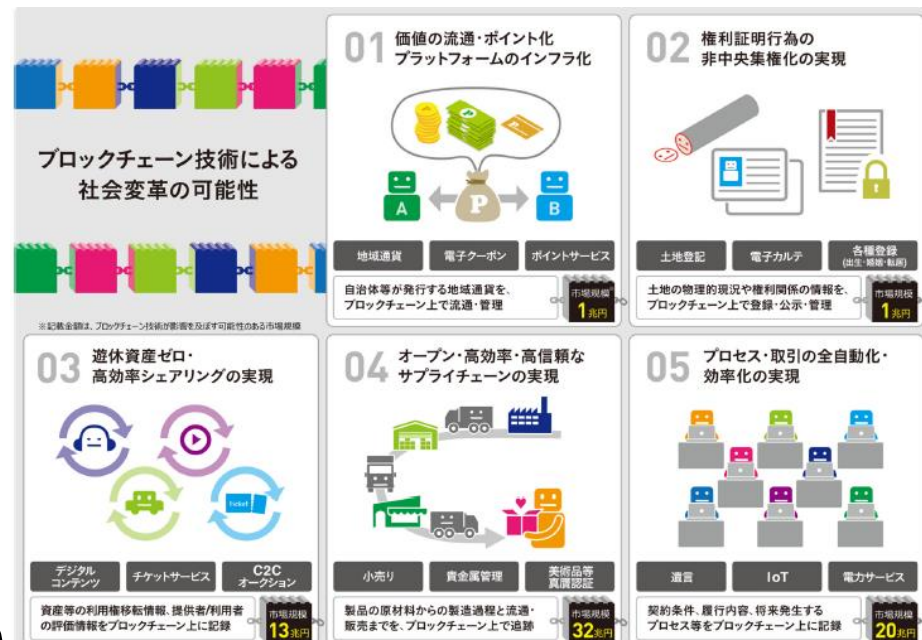 ブロックチェーン技術による
社会変革の可能性
※記載金額は、ブロックチェーン技術が影響を及ぼす可能性のある市場規模
01 価値の流通・ポイント化
プラットフォームのインフラ化
P
A
P
B
地域通貨
電子クーポン
ポイントサービス
自治体等が発行する地域通貨を、
ブロックチェーン上で流通・管理
市場規模
1兆円
02 権利証明行為の
非中央集権化の実現
土地登記
電子カルテ
各種登録
(出生・婚姻・転居)
土地の物理的現況や権利関係の情報を、
ブロックチェーン上で登録・公示・管理
市場規模
1兆円
03 遊休資産ゼロ・
高効率シェアリングの実現
Ticket
デジタル
コンテンツ
チケットサービス
C2C
オークション
資産等の利用権移転情報、提供者/利用者
の評価情報をブロックチェーン上に記録
市場規模
13兆円
04 オープン・高効率・高信頼な
サプライチェーンの実現
小売り
貴金属管理
美術品等
真贋認証
製品の原材料からの製造過程と流通・
販売までを、ブロックチェーン上で追跡
市場規模
32兆円
05 プロセス・取引の全自動化・
効率化の実現
遺言
IoT
電力サービス
契約条件、履行内容、将来発生する
プロセス等をブロックチェーン上に記録
市場規模
20兆円